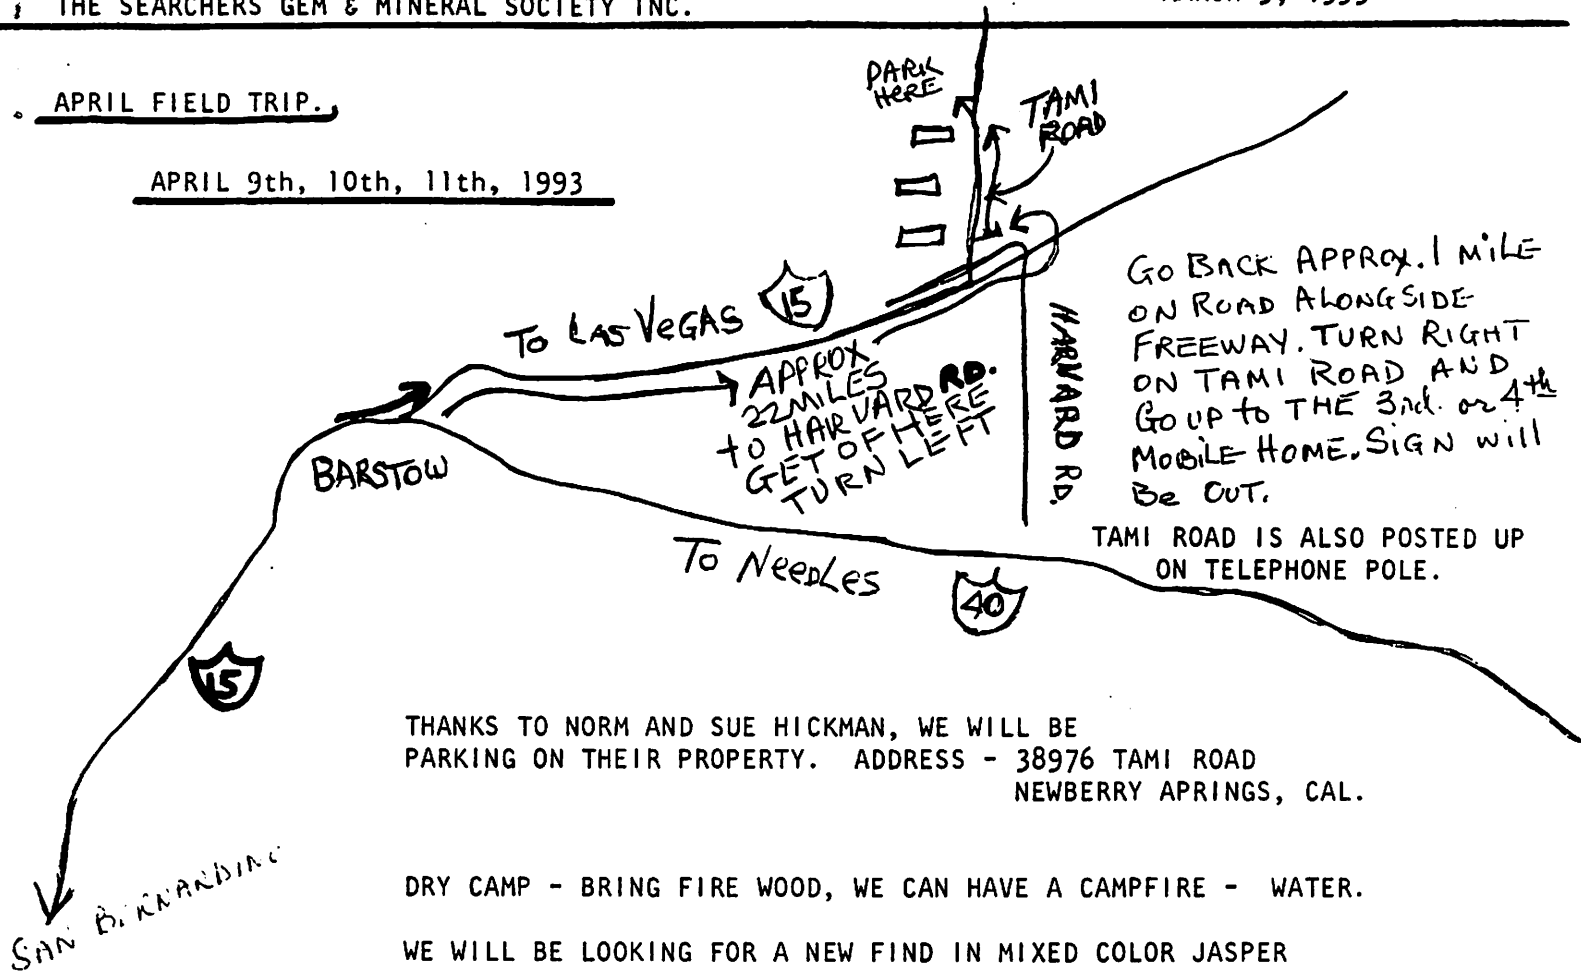 THE SEARCHERS GEM & MINERAL SOCIETY INC.
APRIL FIELD TRIP.
APRIL 9th, 10th, 11th, 1993
PARK
HERE
TAMI
ROAD
TO LAS VEGAS
15
APPROX
22 MILES
to HARVARD RD.
GET OF HERE
TURN LEFT
HARVARD RD.
GO BACK APPROX. 1 MILE
ON ROAD ALONGSIDE
FREEWAY. TURN RIGHT
ON TAMI ROAD AND
GO UP to THE 3rd. or 4th
MOBILE HOME. SIGN will
Be OUT.
TAMI ROAD IS ALSO POSTED UP
ON TELEPHONE POLE.
BARSTOW
TO NEEDLES
40
15
SAN BERNARDINO
THANKS TO NORM AND SUE HICKMAN, WE WILL BE
PARKING ON THEIR PROPERTY. ADDRESS - 38976 TAMI ROAD
NEWBERRY APRINGS, CAL.
DRY CAMP - BRING FIRE WOOD, WE CAN HAVE A CAMPFIRE - WATER.
WE WILL BE LOOKING FOR A NEW FIND IN MIXED COLOR JASPER